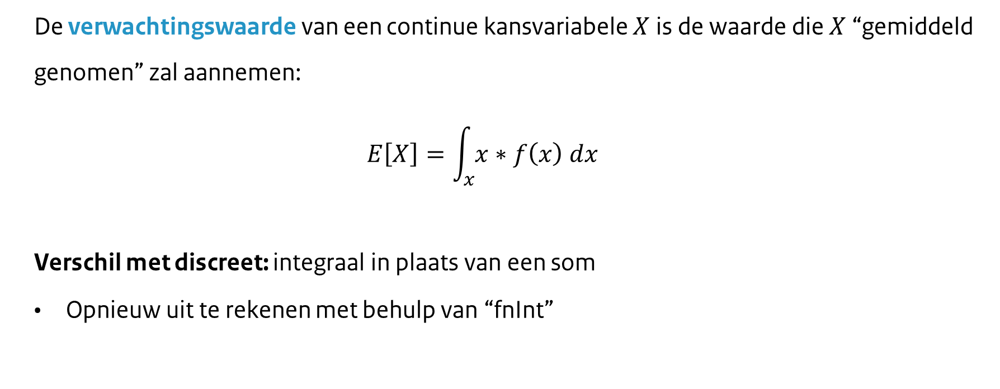 De verwachtingswaarde van een continue kansvariabele X is de waarde die X “gemiddeld
genomen” zal aannemen:
E[X] = ∫ₓ x * f(x) dx
Verschil met discreet: integraal in plaats van een som
• Opnieuw uit te rekenen met behulp van “fnInt”